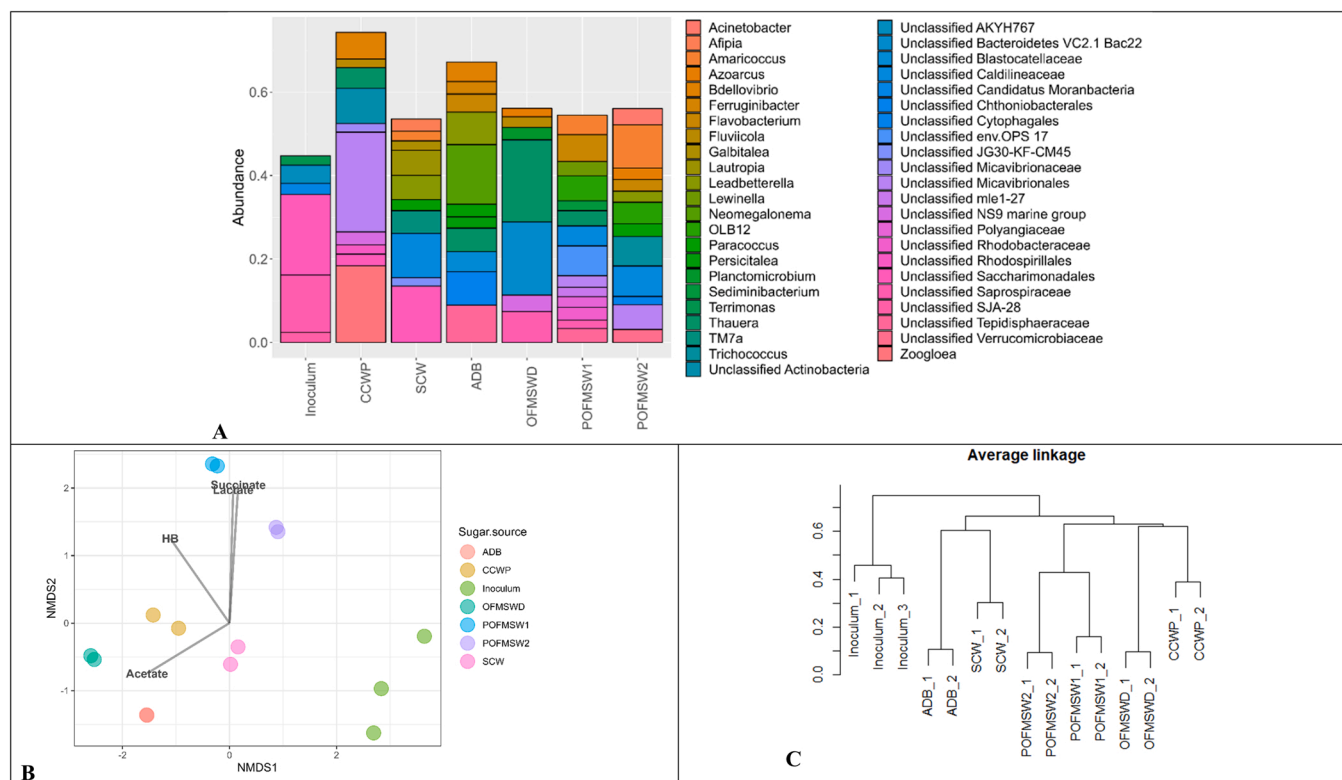 Abundance
0.6
0.4
0.2
0.0
Inoculum
CCWP
SCW
ADB
OFMSWD
POFMSW1
POFMSW2
A
Acinetobacter
Afipia
Amaricoccus
Azoarcus
Bdellovibrio
Ferruginibacter
Flavobacterium
Fluviicola
Galbitalea
Lautropia
Leadbetterella
Lewinella
Neomegalonema
OLB12
Paracoccus
Persicitalea
Planctomicrobium
Sediminibacterium
Terrimonas
Thauera
TM7a
Trichococcus
Unclassified Actinobacteria
Unclassified AKYH767
Unclassified Bacteroidetes VC2.1 Bac22
Unclassified Blastocatellaceae
Unclassified Caldilineaceae
Unclassified Candidatus Moranbacteria
Unclassified Chthoniobacterales
Unclassified Cytophagales
Unclassified env.OPS 17
Unclassified JG30-KF-CM45
Unclassified Micavibrionaceae
Unclassified Micavibrionales
Unclassified mle1-27
Unclassified NS9 marine group
Unclassified Polyangiaceae
Unclassified Rhodobacteraceae
Unclassified Rhodospirillales
Unclassified Saccharimonadales
Unclassified Saprospiraceae
Unclassified SJA-28
Unclassified Tepidisphaeraceae
Unclassified Verrucomicrobiaceae
Zoogloea
NMDS2
2
1
0
-1
Succinate
Lactate
HB
Acetate
-2
0
2
NMDS1
B
Sugar.source
ADB
CCWP
Inoculum
OFMSWD
POFMSW1
POFMSW2
SCW
Average linkage
0.6
0.4
0.2
0.0
Inoculum_1
Inoculum_2
Inoculum_3
ADB_1
ADB_2
SCW_1
SCW_2
POFMSW2_1
POFMSW2_2
POFMSW1_1
POFMSW1_2
OFMSWD_1
OFMSWD_2
CCWP_1
CCWP_2
C